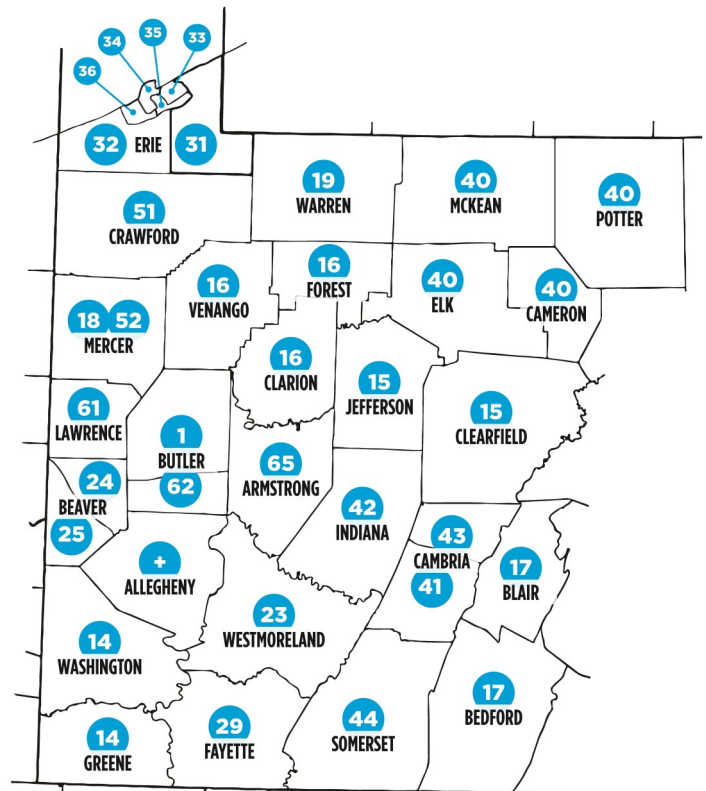 35
34
33
36
32
ERIE
31
19
WARREN
40
MCKEAN
40
POTTER
51
CRAWFORD
16
VENANGO
16
FOREST
40
ELK
40
CAMERON
18 52
MERCER
16
CLARION
15
JEFFERSON
15
CLEARFIELD
61
LAWRENCE
1
BUTLER
62
65
ARMSTRONG
24
BEAVER
25
42
INDIANA
43
CAMBRIA
41
17
BLAIR
+
ALLEGHENY
23
WESTMORELAND
14
WASHINGTON
17
BEDFORD
44
SOMERSET
29
FAYETTE
14
GREENE